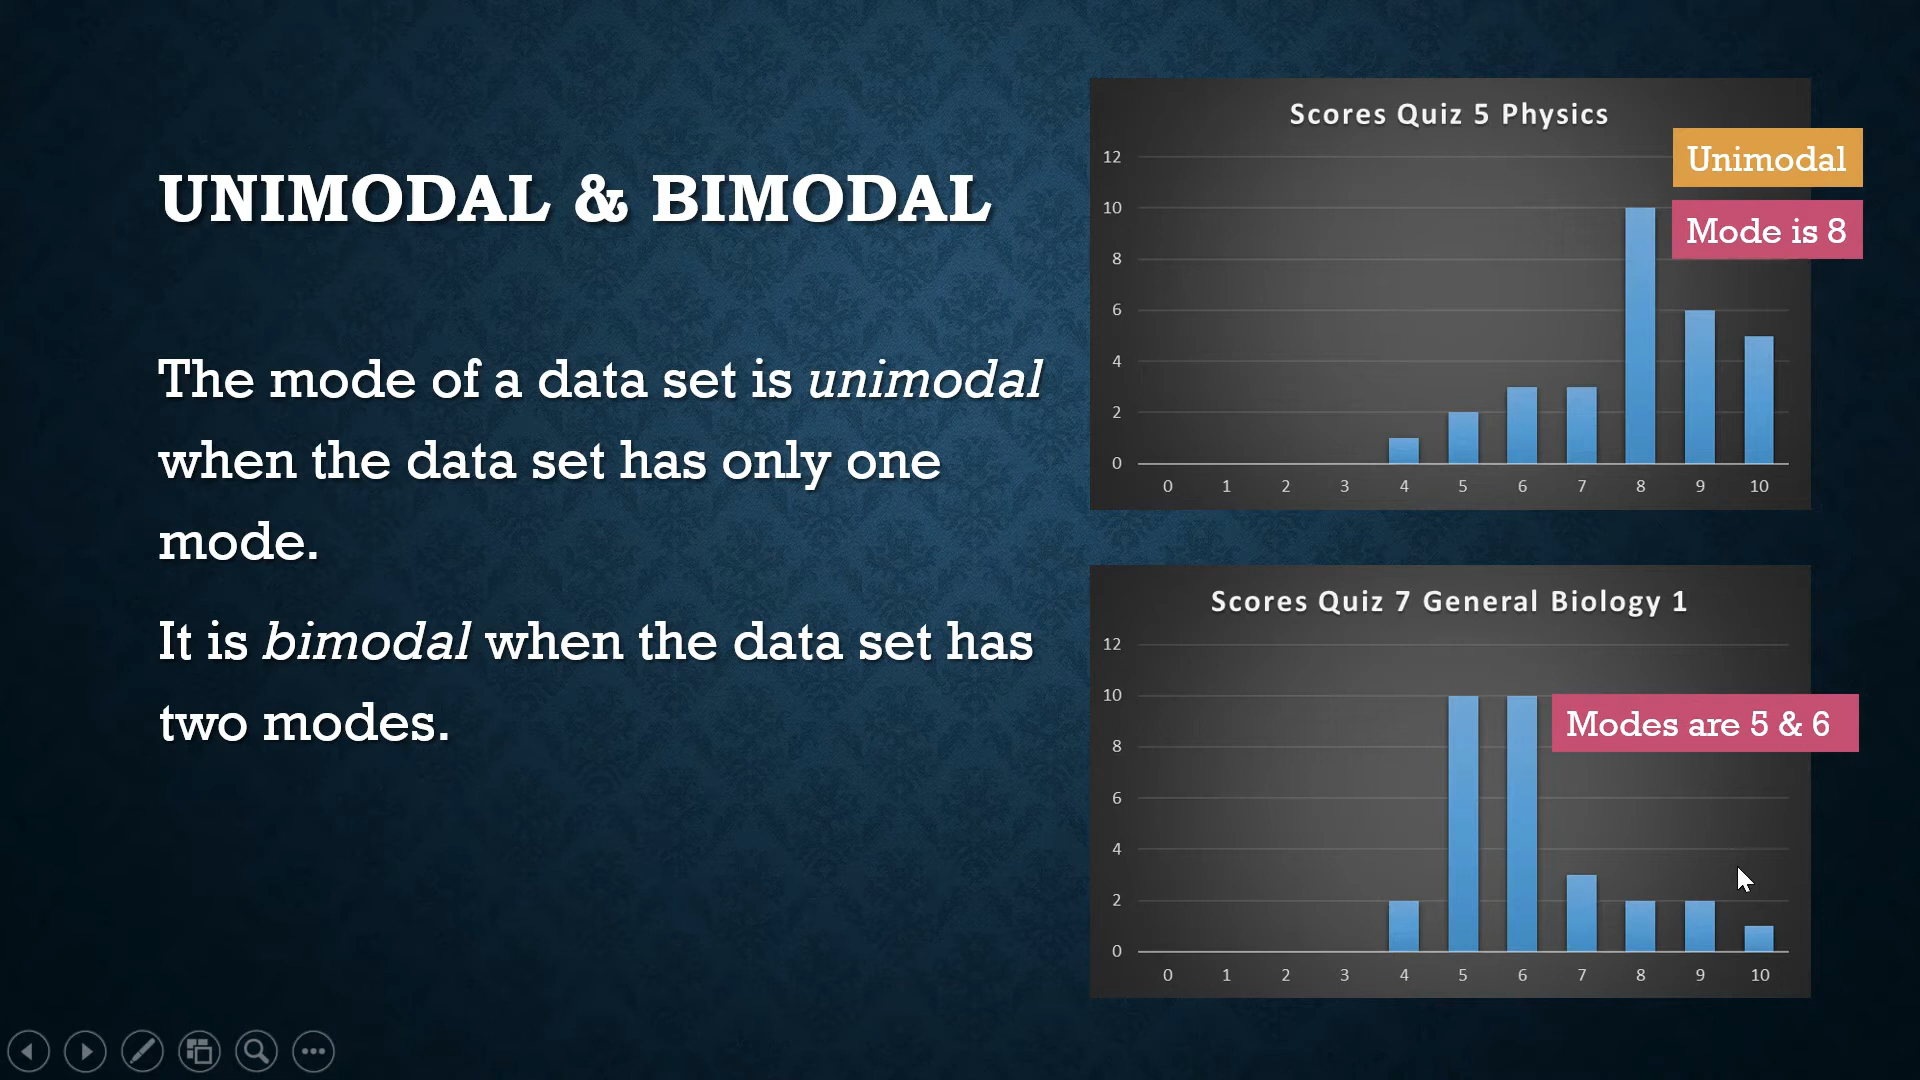 UNIMODAL & BIMODAL
The mode of a data set is unimodal
when the data set has only one
mode.
It is bimodal when the data set has
two modes.
Scores Quiz 5 Physics
Unimodal
Mode is 8
12
10
8
6
4
2
0
0 1 2 3 4 5 6 7 8 9 10
Scores Quiz 7 General Biology 1
Modes are 5 & 6
12
10
8
6
4
2
0
0 1 2 3 4 5 6 7 8 9 10